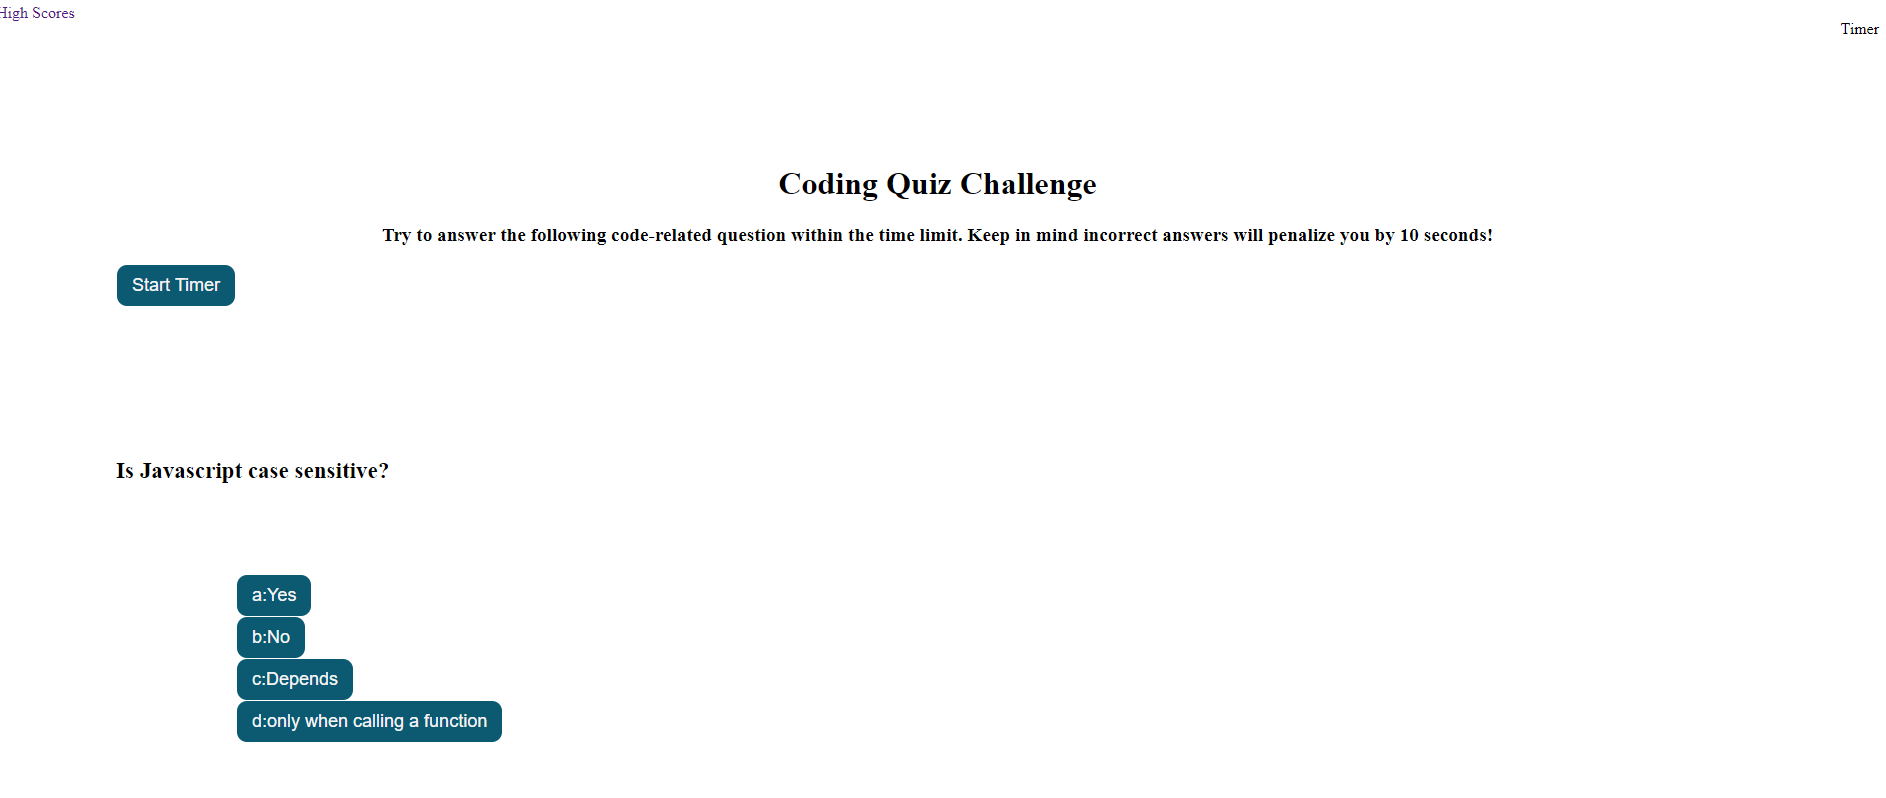 High Scores
Timer
Coding Quiz Challenge
Try to answer the following code-related question within the time limit. Keep in mind incorrect answers will penalize you by 10 seconds!
Start Timer
Is Javascript case sensitive?
a:Yes
b:No
c:Depends
d:only when calling a function